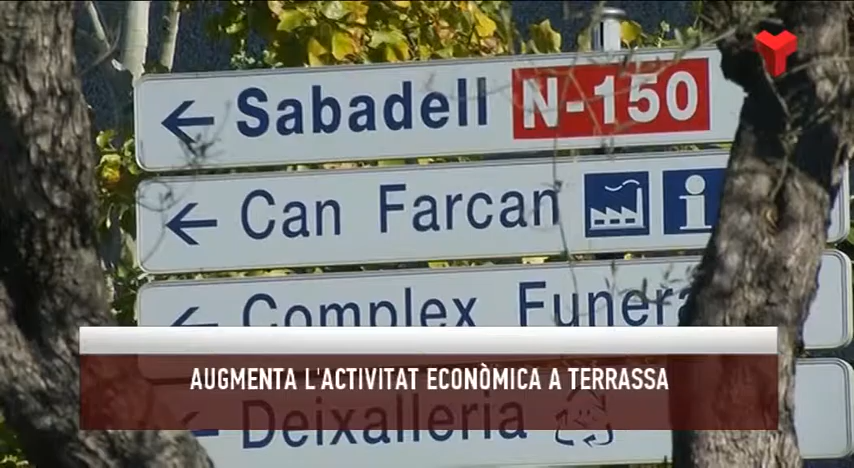 Sabadell N-150
Can Farcan i
Complex Funera
AUGMENTA L'ACTIVITAT ECONÒMICA A TERRASSA
Deixalleria